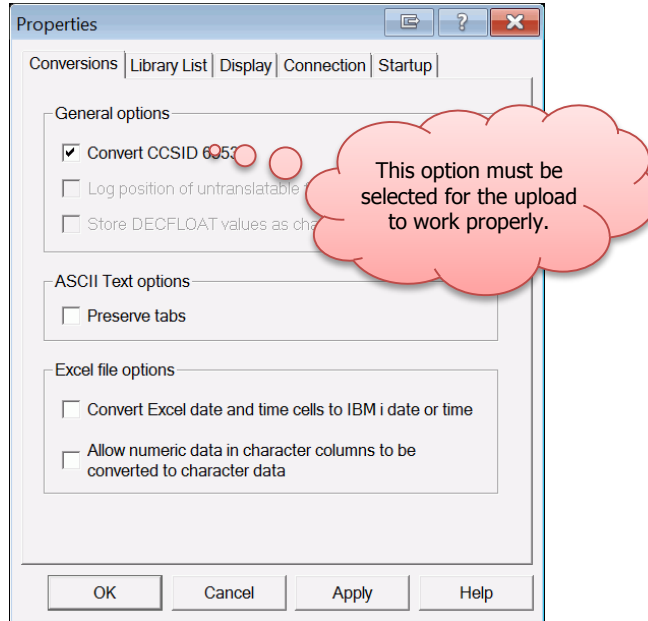 Properties
Conversions Library List Display Connection Startup
General options
Convert CCSID
Log position of untranslatable
Store DECFLOAT values as
This option must be
selected for the upload
to work properly.
ASCII Text options
Preserve tabs
Excel file options
Convert Excel date and time cells to IBM i date or time
Allow numeric data in character columns to be
converted to character data
OK Cancel Apply Help